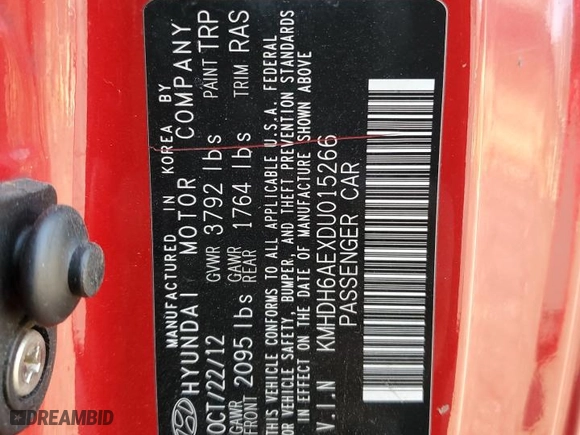 MANUFACTURED IN KOREA BY
HYUNDAI MOTOR COMPANY
OCT/22/12 GVWR 3792 lbs PAINT TRP
GAWR FRONT 2095 lbs GAWR REAR 1764 lbs TRIM RAS
THIS VEHICLE CONFORMS TO ALL APPLICABLE U.S.A. FEDERAL
SAFETY, BUMPER, AND THEFT PREVENTION STANDARDS
IN EFFECT ON THE DATE OF MANUFACTURE SHOWN ABOVE
V.I.N KMHDH6AEXDU015266
PASSENGER CAR
DREAMBID